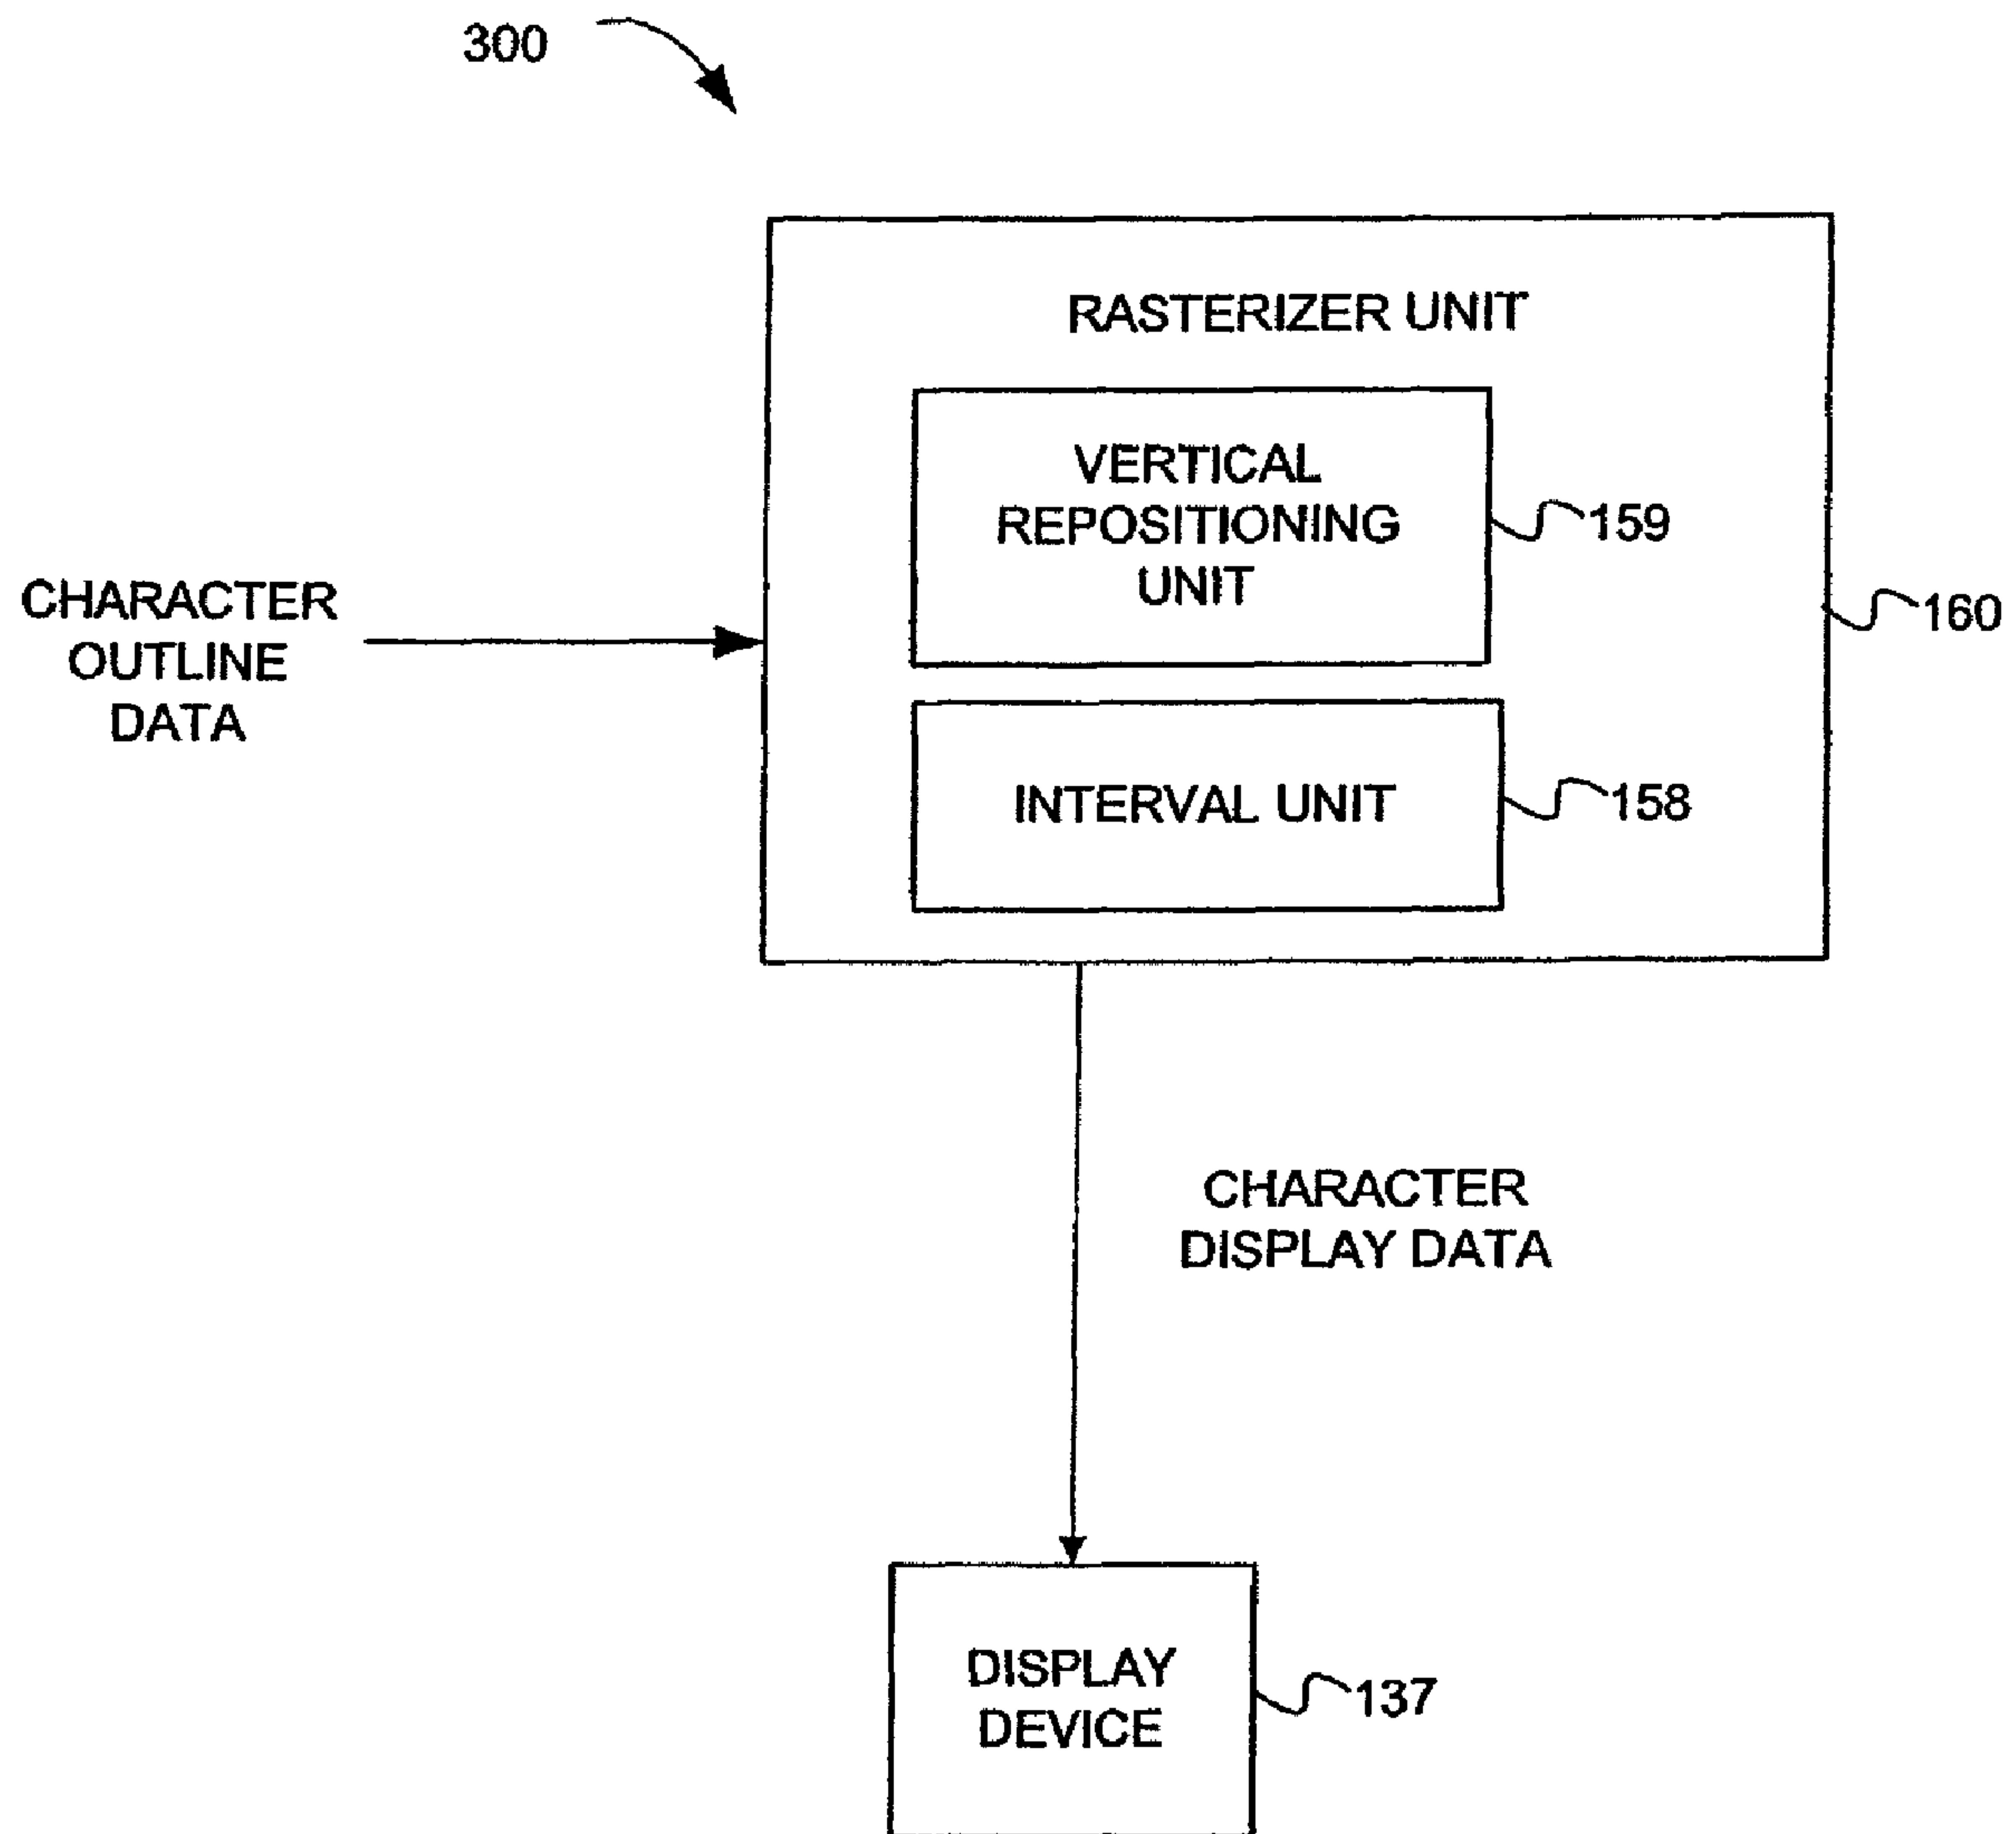 300
RASTERIZER UNIT
VERTICAL
REPOSITIONING
UNIT
159
CHARACTER
OUTLINE
DATA
160
INTERVAL UNIT
158
CHARACTER
DISPLAY DATA
DISPLAY
DEVICE
137